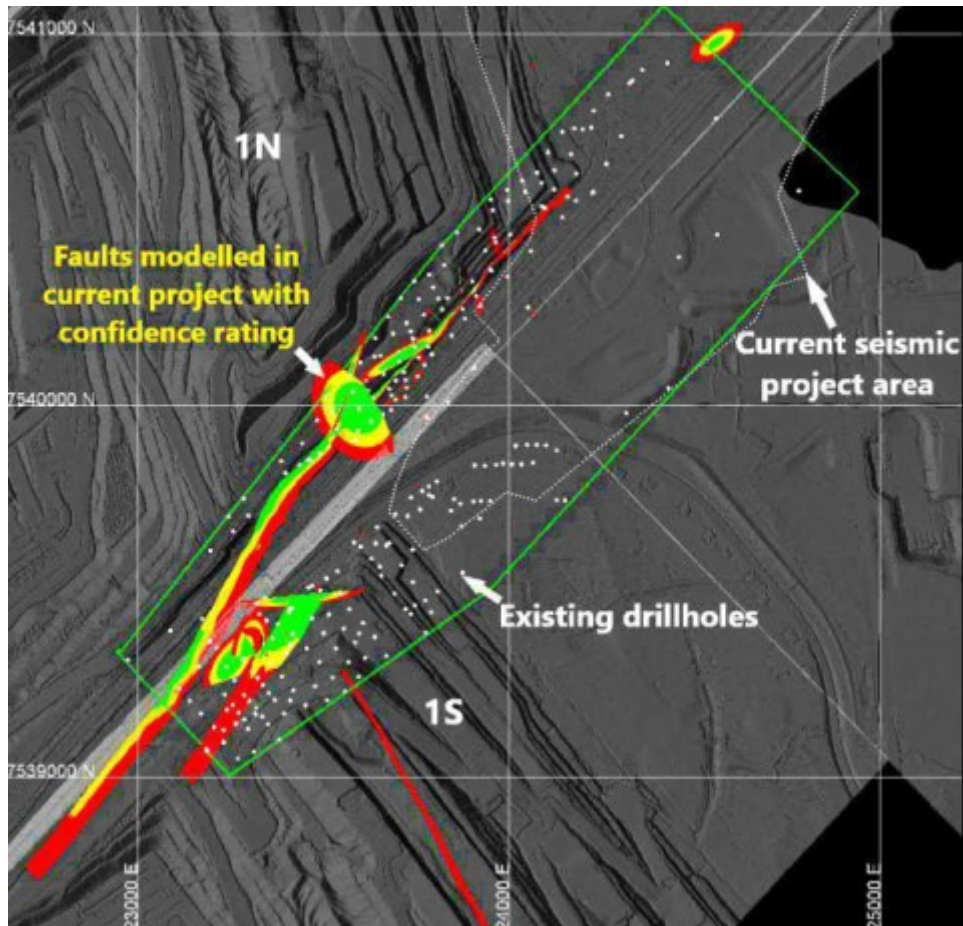 7541000 N
1N
Faults modelled in
current project with
confidence rating
Current seismic
project area
7540000 N
Existing drillholes
1S
7539000 N
23000 E
24000 E
25000 E